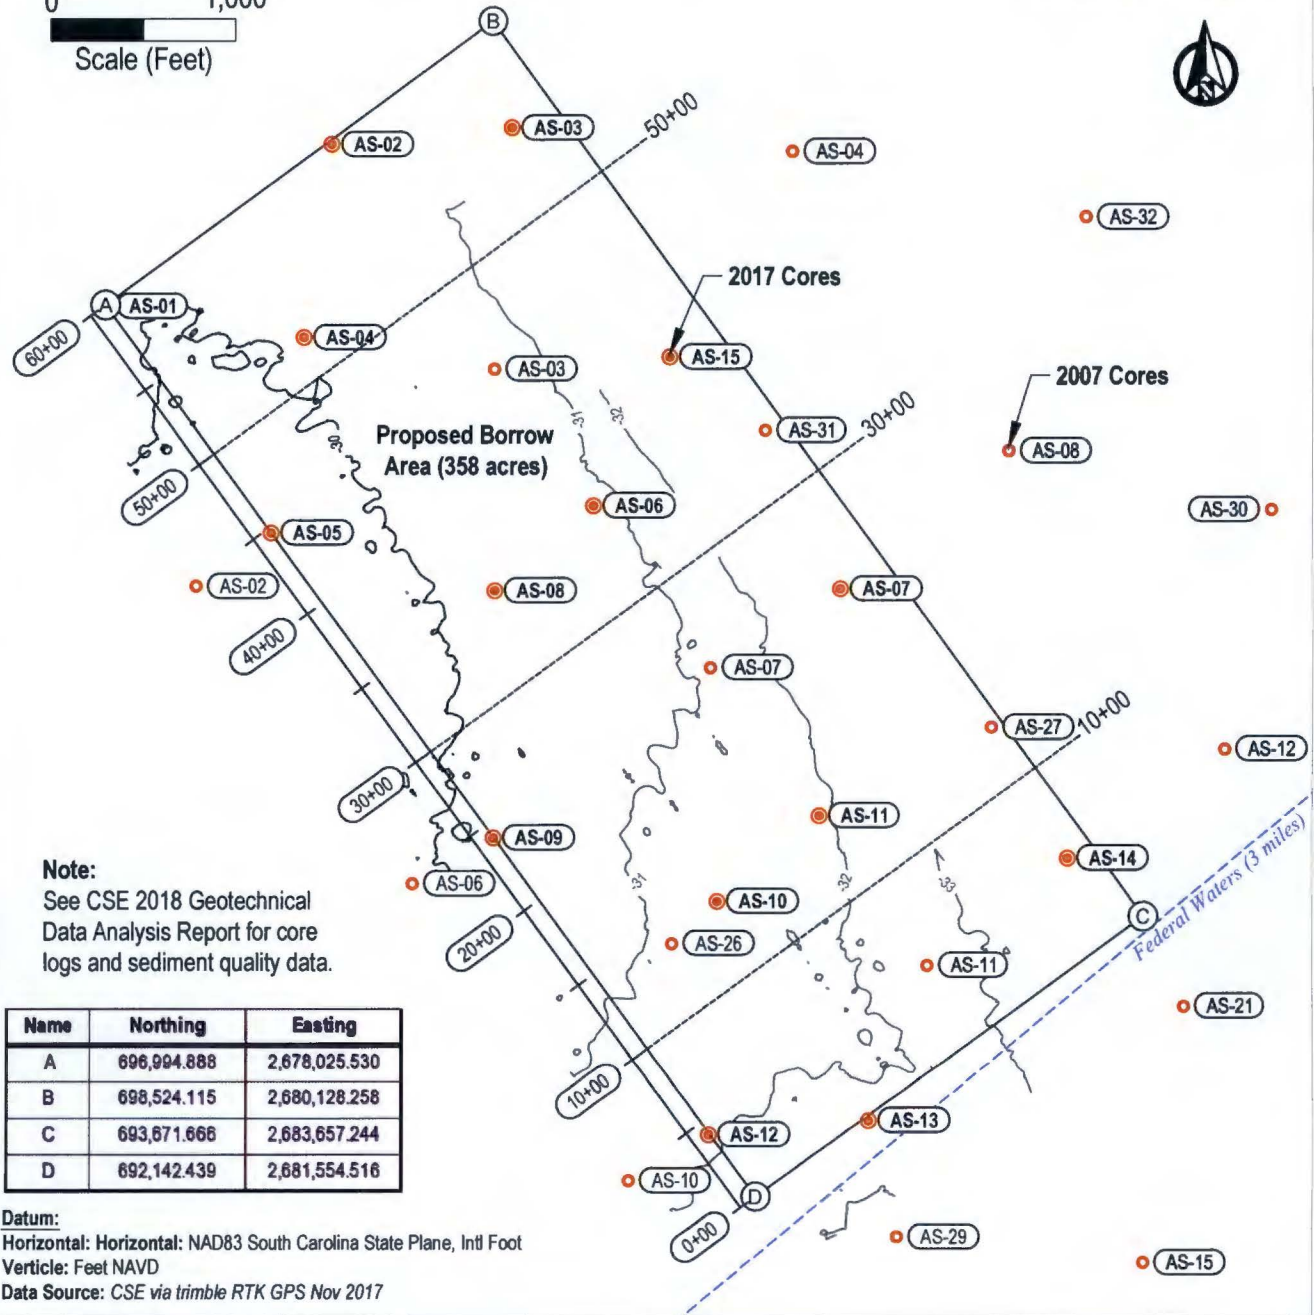 0 1,000
Scale (Feet)
B
N
AS-02
AS-03
50+00
AS-04
AS-32
2017 Cores
A
AS-01
60+00
AS-04
AS-03
AS-15
2007 Cores
-31
-32
30+00
AS-31
AS-08
-30
Proposed Borrow
Area (358 acres)
50+00
AS-06
AS-30
AS-05
AS-02
AS-08
AS-07
40+00
AS-07
AS-27
10+00
AS-12
30+00
AS-09
AS-11
AS-14
AS-06
-31
-32
-33
AS-10
C
Federal Waters (3 miles)
20+00
AS-26
AS-11
AS-21
Note:
See CSE 2018 Geotechnical
Data Analysis Report for core
logs and sediment quality data.
10+00
AS-12
AS-13
AS-10
D
0+00
AS-29
AS-15
Name Northing Easting
A 696,994.888 2,678,025.530
B 698,524.115 2,680,128.258
C 693,671.666 2,683,657.244
D 692,142.439 2,681,554.516
Datum:
Horizontal: Horizontal: NAD83 South Carolina State Plane, Intl Foot
Verticle: Feet NAVD
Data Source: CSE via trimble RTK GPS Nov 2017